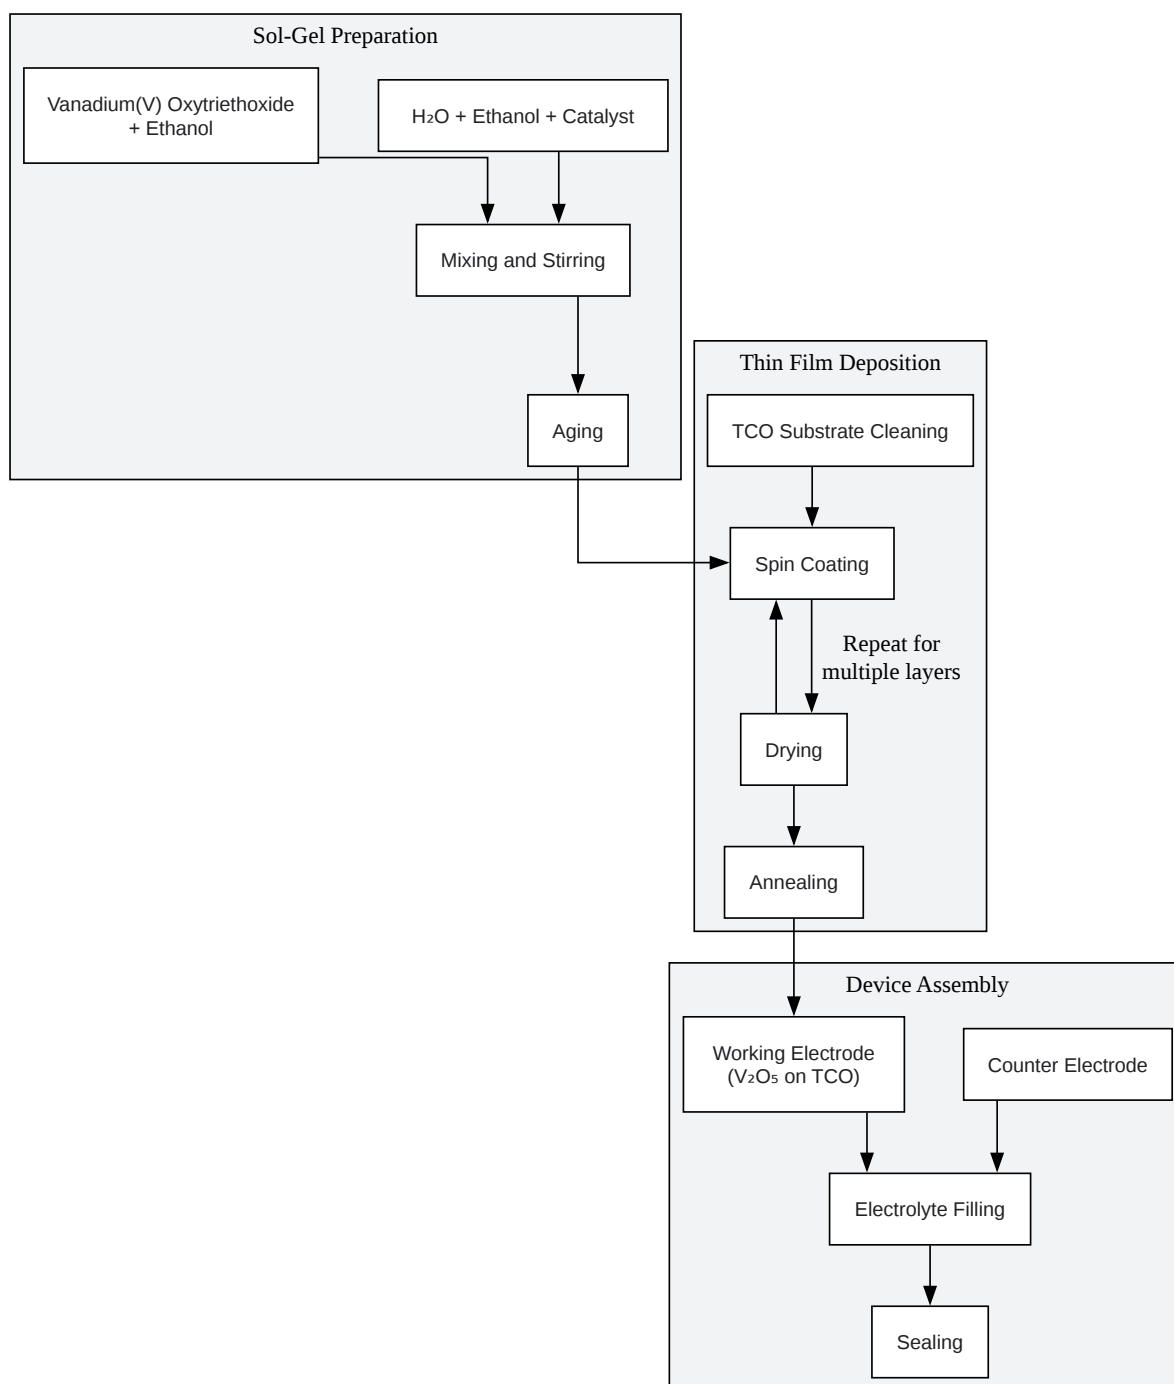 Sol-Gel Preparation
Vanadium(V) Oxytriethoxide
+ Ethanol
H₂O + Ethanol + Catalyst
Mixing and Stirring
Aging
Thin Film Deposition
TCO Substrate Cleaning
Spin Coating
Repeat for
multiple layers
Drying
Annealing
Device Assembly
Working Electrode
(V₂O₅ on TCO)
Counter Electrode
Electrolyte Filling
Sealing